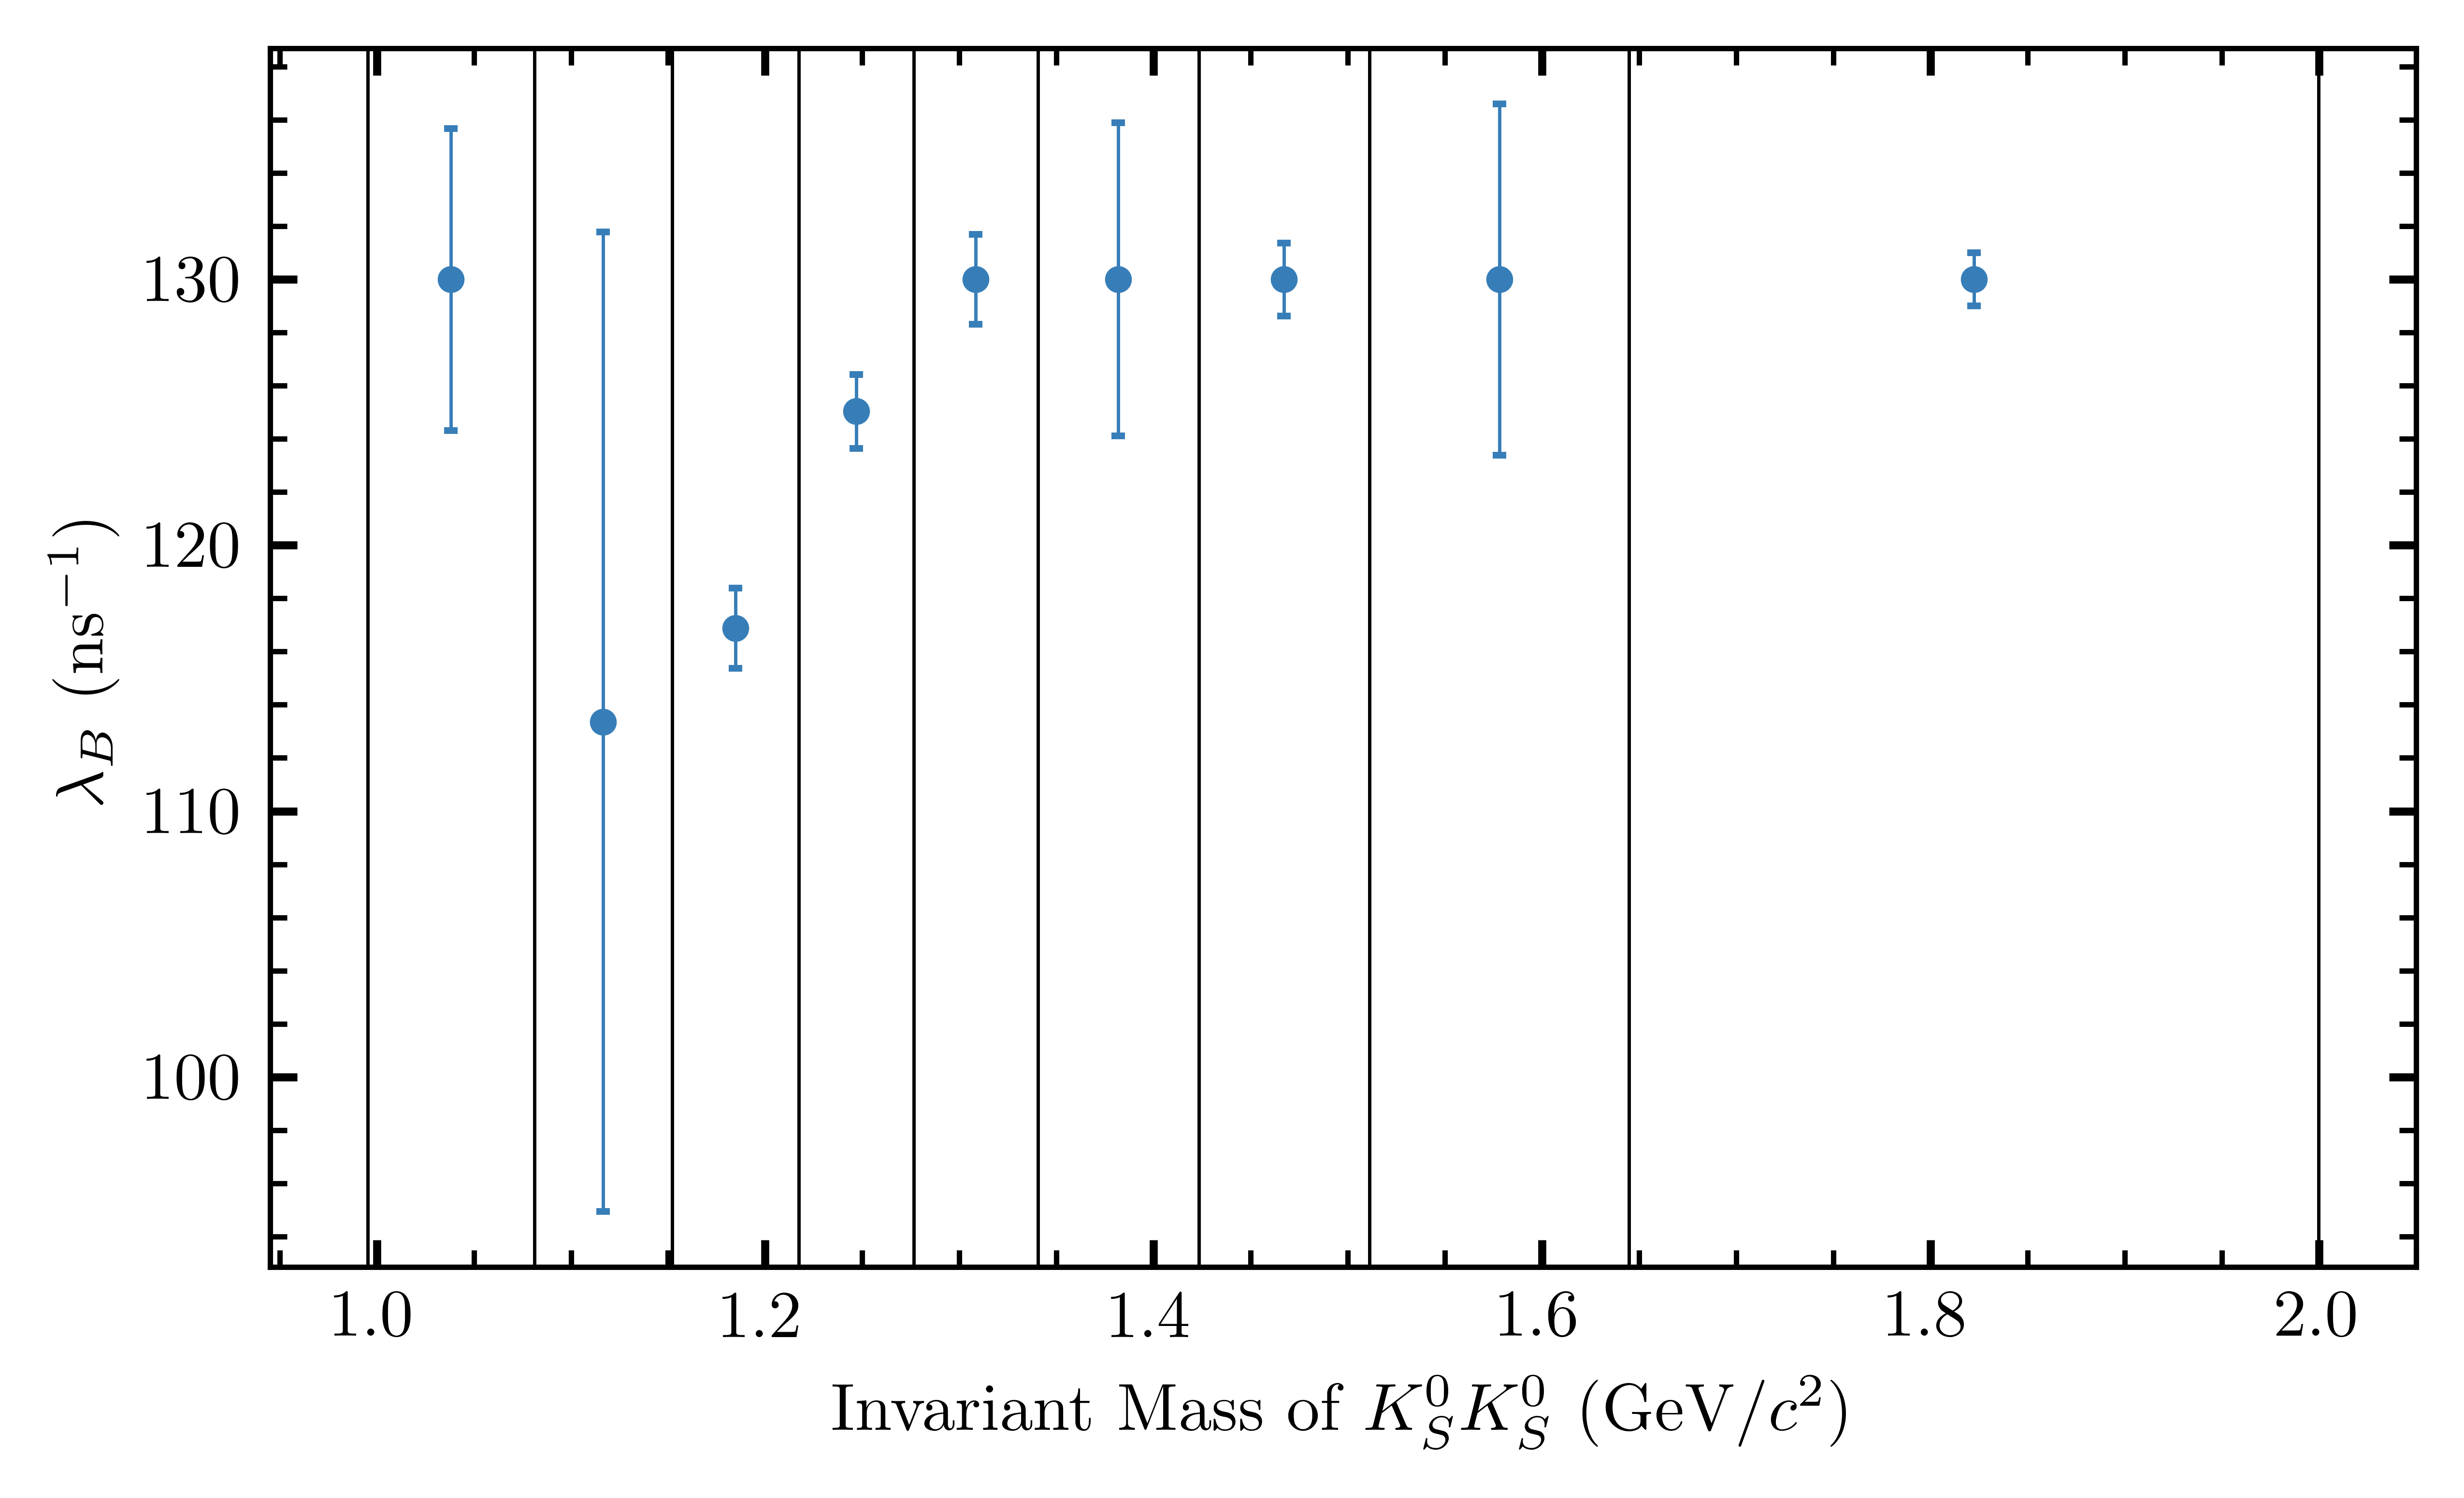 130
120
110
100
λ_B (ns⁻¹)
1.0 1.2 1.4 1.6 1.8 2.0
Invariant Mass of K_S^0 K_S^0 (GeV/c²)